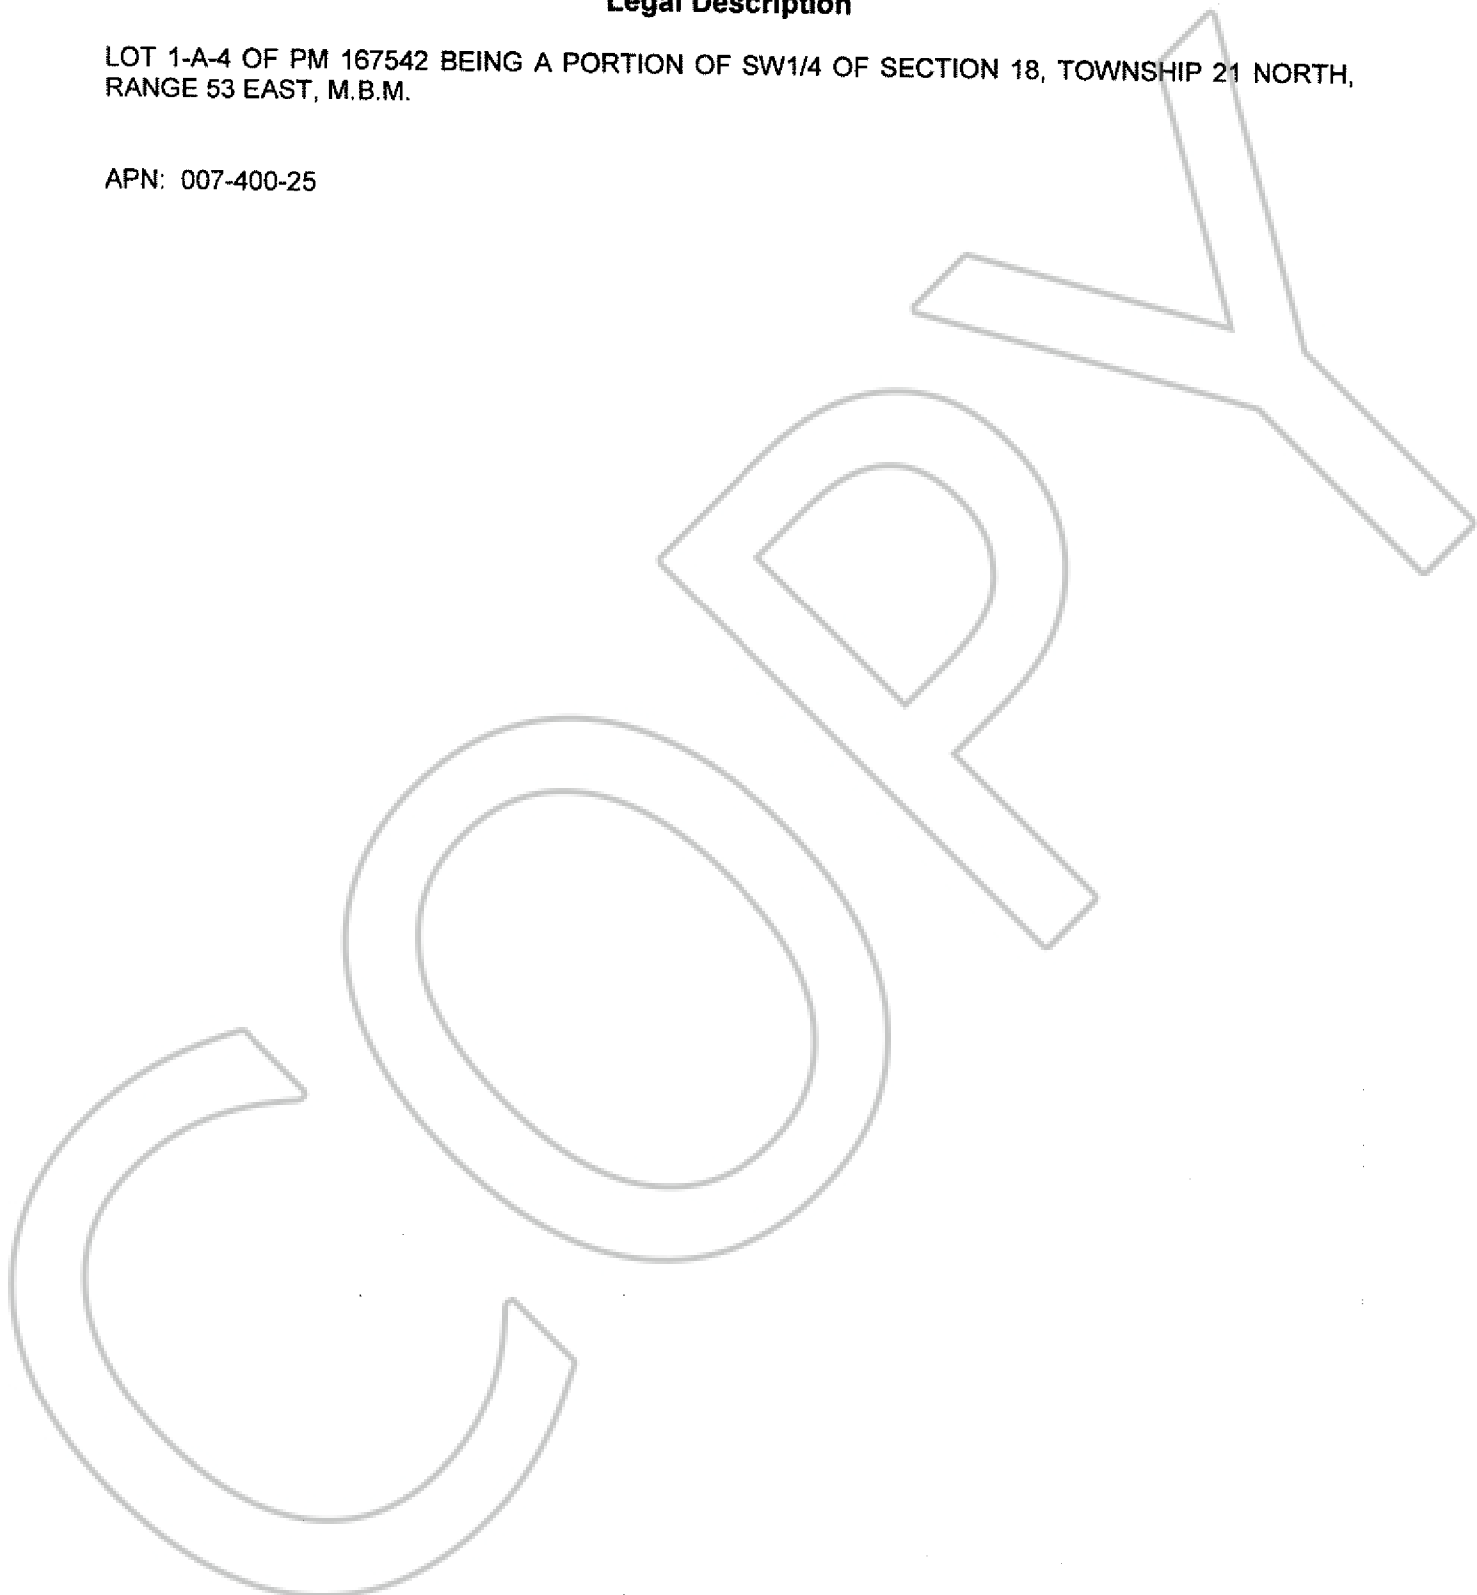 Legal Description
LOT 1-A-4 OF PM 167542 BEING A PORTION OF SW1/4 OF SECTION 18, TOWNSHIP 21 NORTH,
RANGE 53 EAST, M.B.M.
APN: 007-400-25
COPY